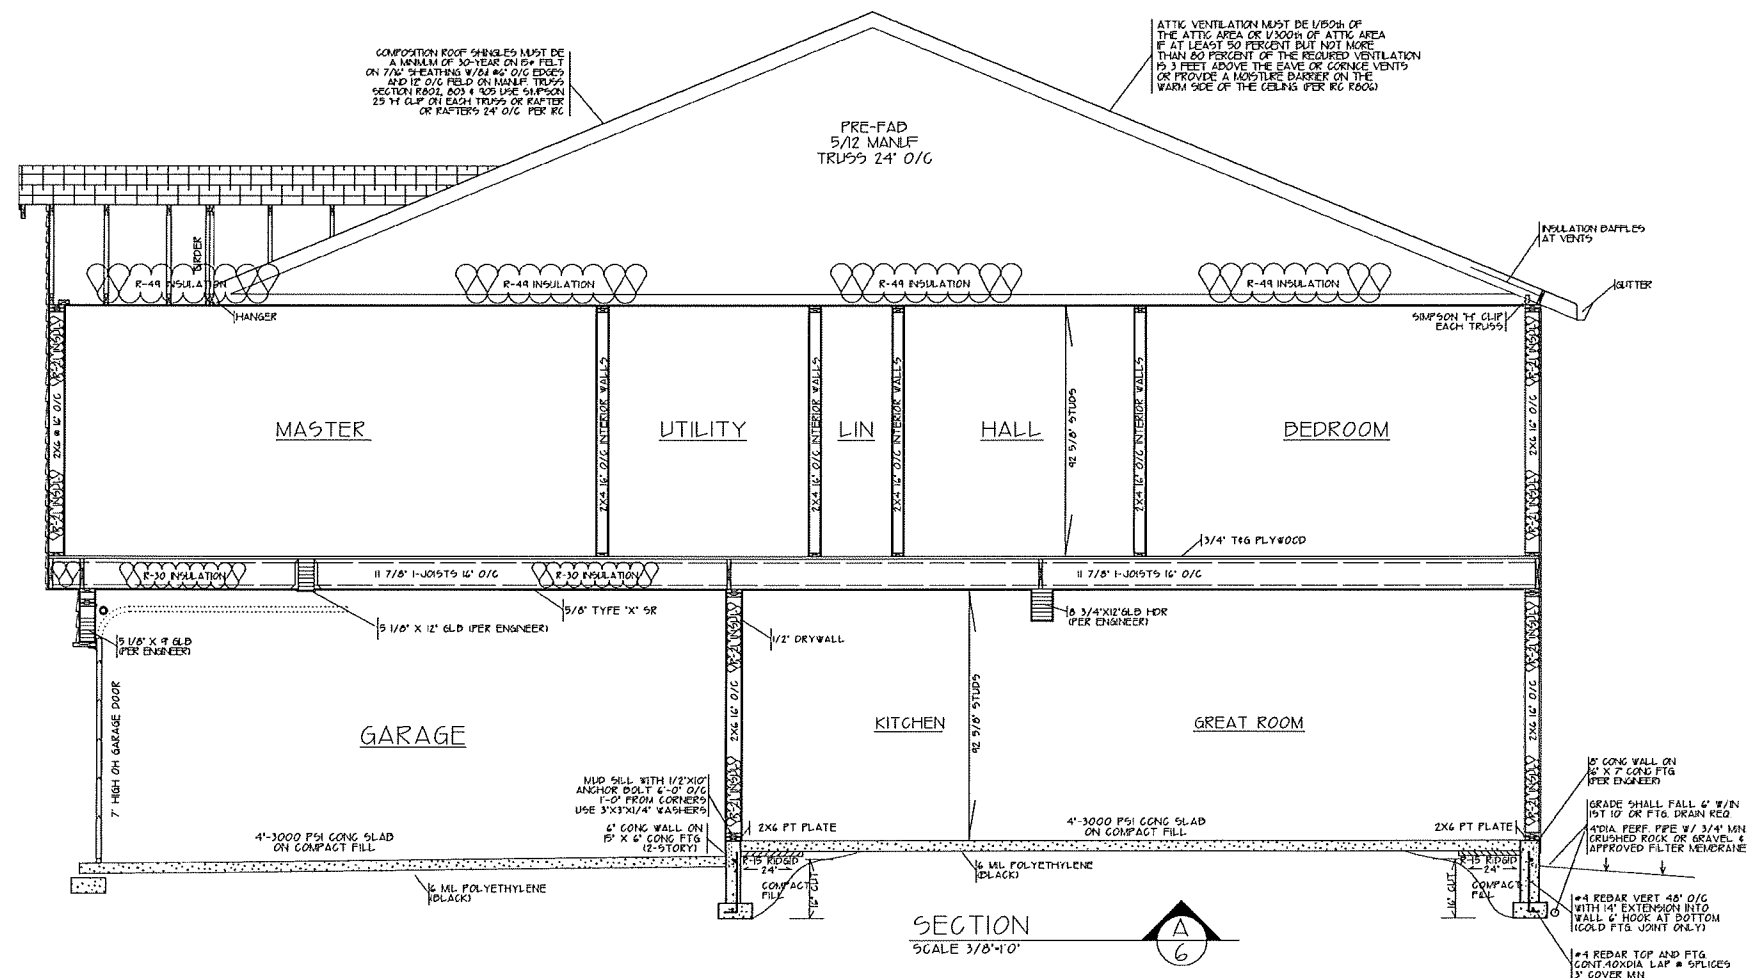 COMPOSITION ROOF SHINGLES MUST BE
A MINIMUM OF 30-YEAR ON 15# FELT
ON 7/16" SHEATHING W/8d @6" O/C EDGES
AND 12" O/C FIELD ON MANUF. TRUSS
SECTION R802, 803 & 905 USE SIMPSON
25 "H" CLIP ON EACH TRUSS OR RAFTER
OR RAFTERS 24" O/C PER IRC
ATTIC VENTILATION MUST BE 1/150th OF
THE ATTIC AREA OR 1/300th OF ATTIC AREA
IF AT LEAST 50 PERCENT BUT NOT MORE
THAN 80 PERCENT OF THE REQUIRED VENTILATION
IS 3 FEET ABOVE THE EAVE OR CORNICE VENTS
OR PROVIDE A MOISTURE BARRIER ON THE
WARM SIDE OF THE CEILING (PER IRC R806)
PRE-FAB
5/12 MANUF
TRUSS 24" O/C
INSULATION BAFFLES
AT VENTS
GIRDER
R-49 INSULATION
R-49 INSULATION
R-49 INSULATION
R-49 INSULATION
GUTTER
HANGER
SIMPSON "H" CLIP
EACH TRUSS
R-21 INSUL
2X6 @ 16" O/C
R-21 INSUL
MASTER
2X4 16" O/C INTERIOR WALLS
UTILITY
2X4 16" O/C INTERIOR WALLS
LIN
2X4 16" O/C INTERIOR WALLS
HALL
92 5/8" STUDS
2X4 16" O/C INTERIOR WALLS
BEDROOM
R-21 INSUL
2X6 16" O/C
3/4" T&G PLYWOOD
R-30 INSULATION
11 7/8" I-JOISTS 16" O/C
R-30 INSULATION
11 7/8" I-JOISTS 16" O/C
5/8" TYPE "X" SR
5 1/8" X 12" GLB (PER ENGINEER)
8 3/4"X12"GLB HDR
(PER ENGINEER)
5 1/8" X 9" GLB
(PER ENGINEER)
1/2" DRYWALL
7' HIGH OH GARAGE DOOR
GARAGE
R-21 INSUL
2X6 16" O/C
R-21 INSUL
KITCHEN
92 5/8" STUDS
GREAT ROOM
R-21 INSUL
2X6 16" O/C
R-21 INSUL
MUD SILL WITH 1/2"X10"
ANCHOR BOLT 6'-0" O/C
1'-0" FROM CORNERS
USE 3"X3"X1/4" WASHERS
8" CONC WALL ON
16" X 7" CONC FTG
(PER ENGINEER)
GRADE SHALL FALL 6" W/IN
1ST 10' OR FTG. DRAIN REQ.
4"DIA. PERF. PIPE W/ 3/4" MIN
CRUSHED ROCK OR GRAVEL &
APPROVED FILTER MEMBRANE
4"-3000 PSI CONC SLAB
ON COMPACT FILL
6" CONC WALL ON
15" X 6" CONC FTG
(2-STORY)
2X6 PT PLATE
4"-3000 PSI CONC SLAB
ON COMPACT FILL
2X6 PT PLATE
R-15 RIDGID
24"
COMPACT
FILL
16" CUT
6 MIL POLYETHYLENE
(BLACK)
6 MIL POLYETHYLENE
(BLACK)
R-15 RIDGID
24"
COMPACT
FILL
16" CUT
#4 REBAR VERT 48" O/C
WITH 14" EXTENSION INTO
WALL 6" HOOK AT BOTTOM
(COLD FTG. JOINT ONLY)
#4 REBAR TOP AND FTG.
CONT.40XDIA. LAP @ SPLICES
3" COVER MIN
SECTION
SCALE 3/8"=1'0"
A
6